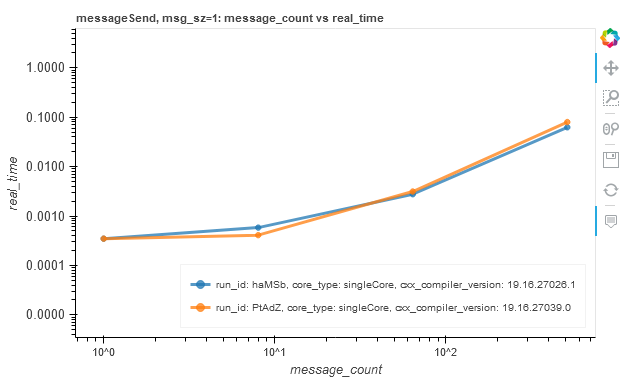 messageSend, msg_sz=1: message_count vs real_time
real_time
1.0000
0.1000
0.0100
0.0010
0.0001
0.0000
run_id: haMSb, core_type: singleCore, cxx_compiler_version: 19.16.27026.1
run_id: PtAdZ, core_type: singleCore, cxx_compiler_version: 19.16.27039.0
10^0 10^1 10^2
message_count